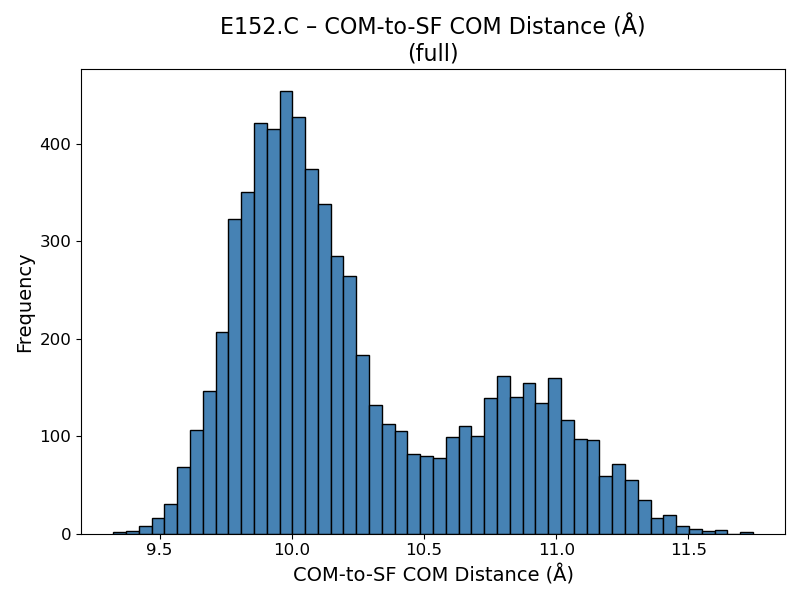 E152.C – COM-to-SF COM Distance (Å)
(full)
Frequency
400
300
200
100
0
9.5 10.0 10.5 11.0 11.5
COM-to-SF COM Distance (Å)